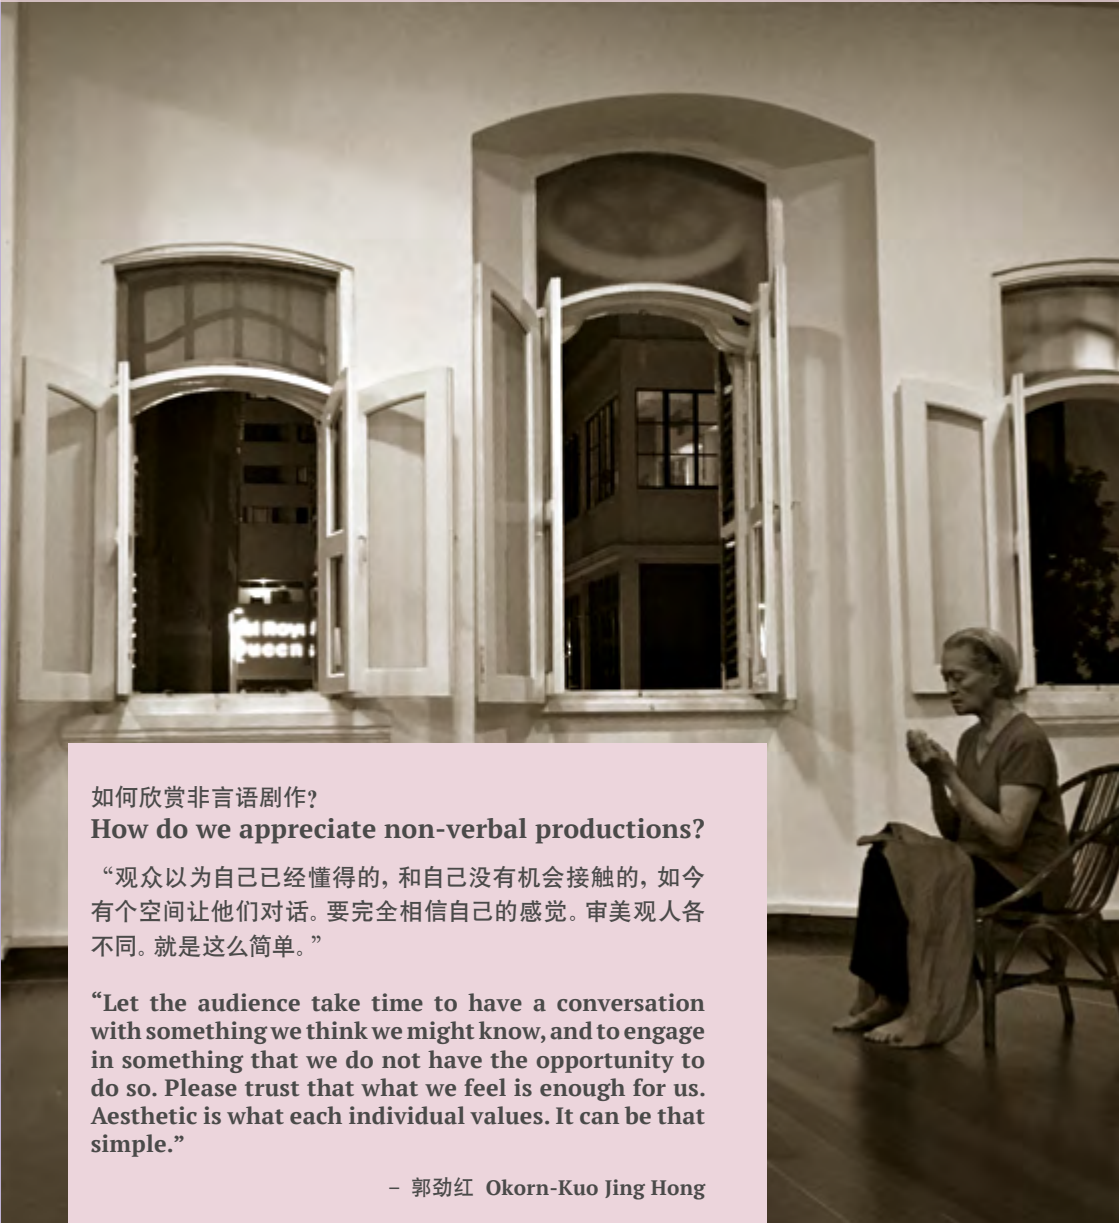 如何欣赏非言语剧作?
How do we appreciate non-verbal productions?
“观众以为自己已经懂得的, 和自己没有机会接触的, 如今
有个空间让他们对话。要完全相信自己的感觉。审美观人各
不同。就是这么简单。”
“Let the audience take time to have a conversation
with something we think we might know, and to engage
in something that we do not have the opportunity to
do so. Please trust that what we feel is enough for us.
Aesthetic is what each individual values. It can be that
simple.”
– 郭劲红 Okorn-Kuo Jing Hong